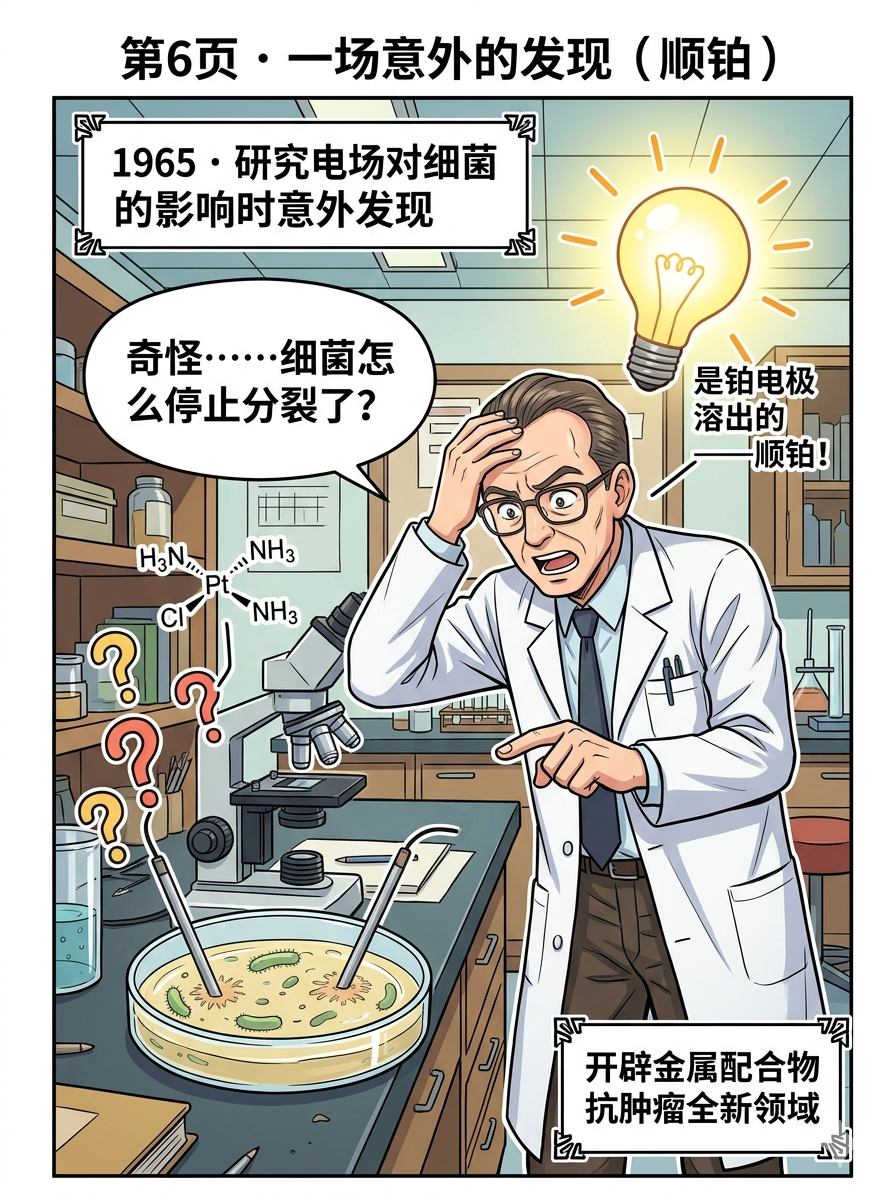 第6页·一场意外的发现（顺铂）
1965·研究电场对细菌
的影响时意外发现
奇怪……细菌怎
么停止分裂了？
是铂电极
溶出的
——顺铂！
H₃N
NH₃
Pt
Cl
NH₃
?
?
?
?
开辟金属配合物
抗肿瘤全新领域